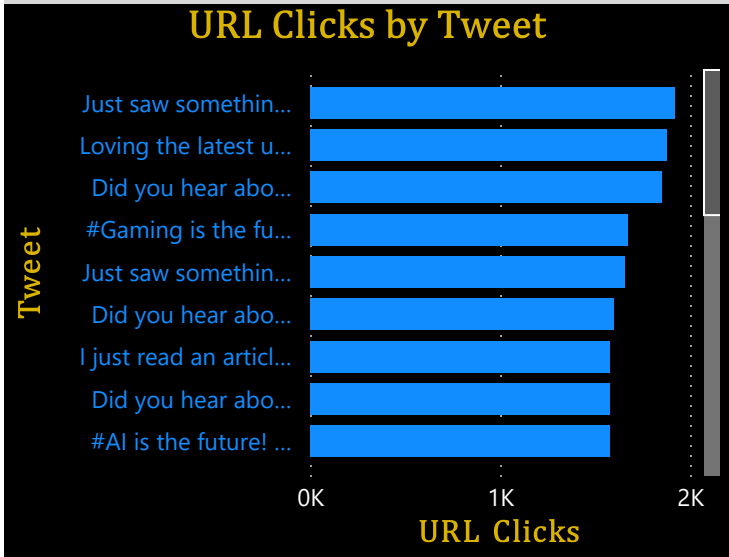 URL Clicks by Tweet
Just saw somethin...
Loving the latest u...
Did you hear abo...
#Gaming is the fu...
Just saw somethin...
Did you hear abo...
I just read an articl...
Did you hear abo...
#AI is the future! ...
Tweet
0K 1K 2K
URL Clicks